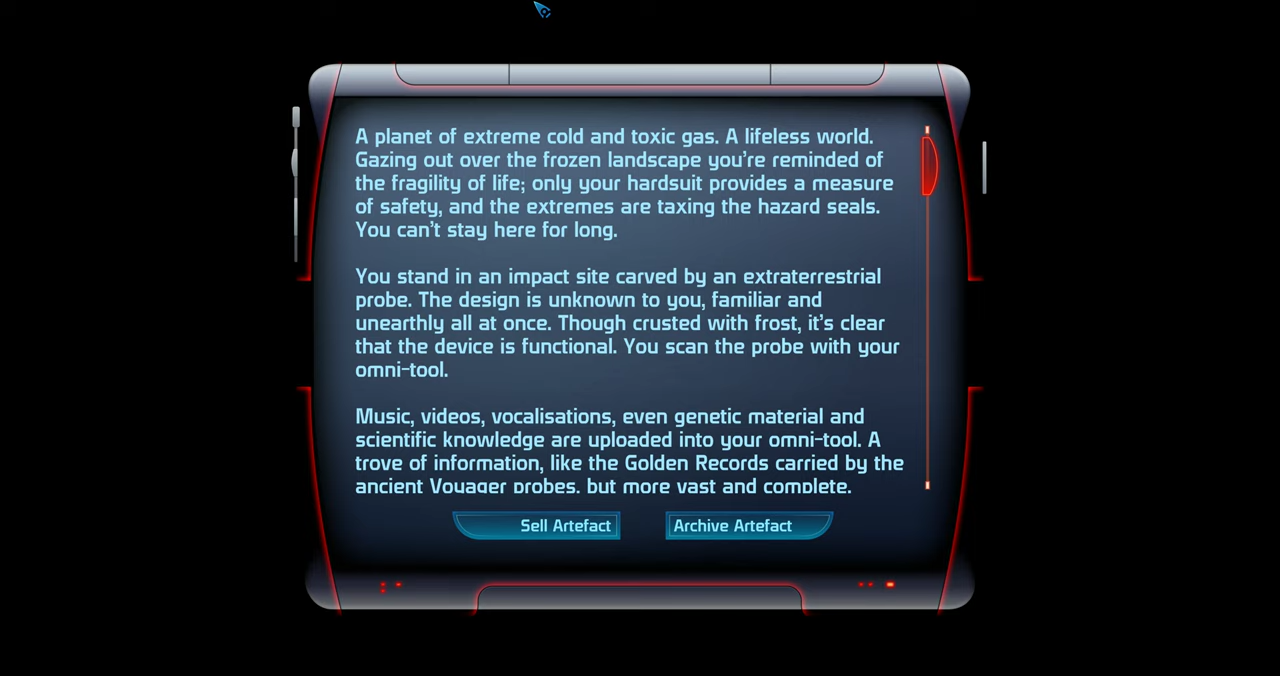 A planet of extreme cold and toxic gas. A lifeless world.
Gazing out over the frozen landscape you're reminded of
the fragility of life; only your hardsuit provides a measure
of safety, and the extremes are taxing the hazard seals.
You can't stay here for long.
You stand in an impact site carved by an extraterrestrial
probe. The design is unknown to you, familiar and
unearthly all at once. Though crusted with frost, it's clear
that the device is functional. You scan the probe with your
omni-tool.
Music, videos, vocalisations, even genetic material and
scientific knowledge are uploaded into your omni-tool. A
trove of information, like the Golden Records carried by the
ancient Voyager probes, but more vast and complete.
Sell Artefact
Archive Artefact